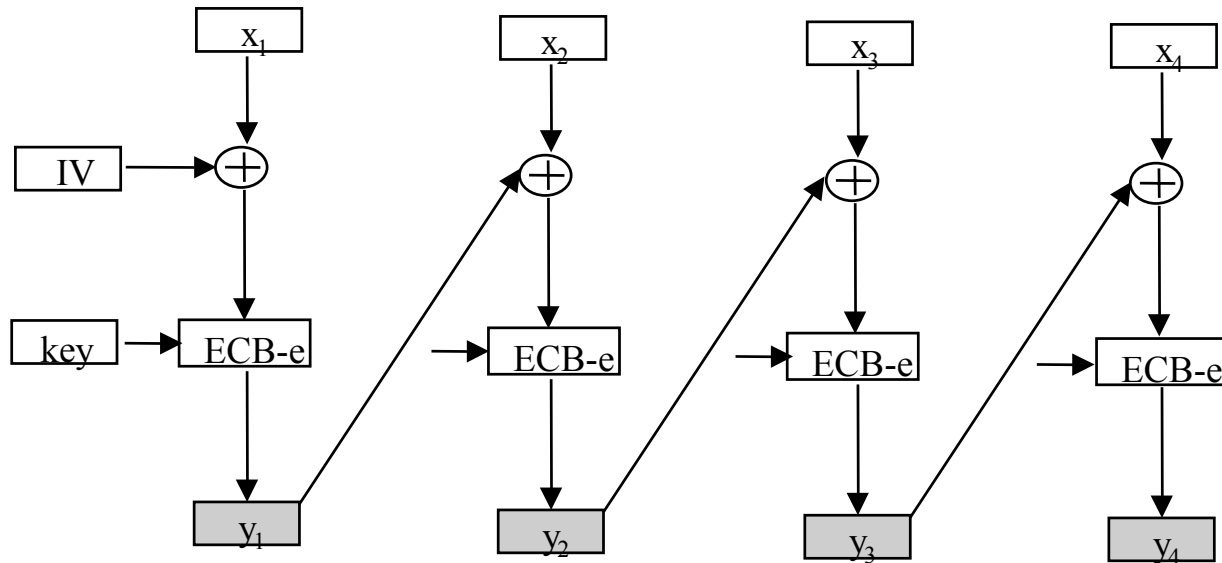 x₁
x₂
x₃
x₄
IV
key
ECB-e
ECB-e
ECB-e
ECB-e
y₁
y₂
y₃
y₄